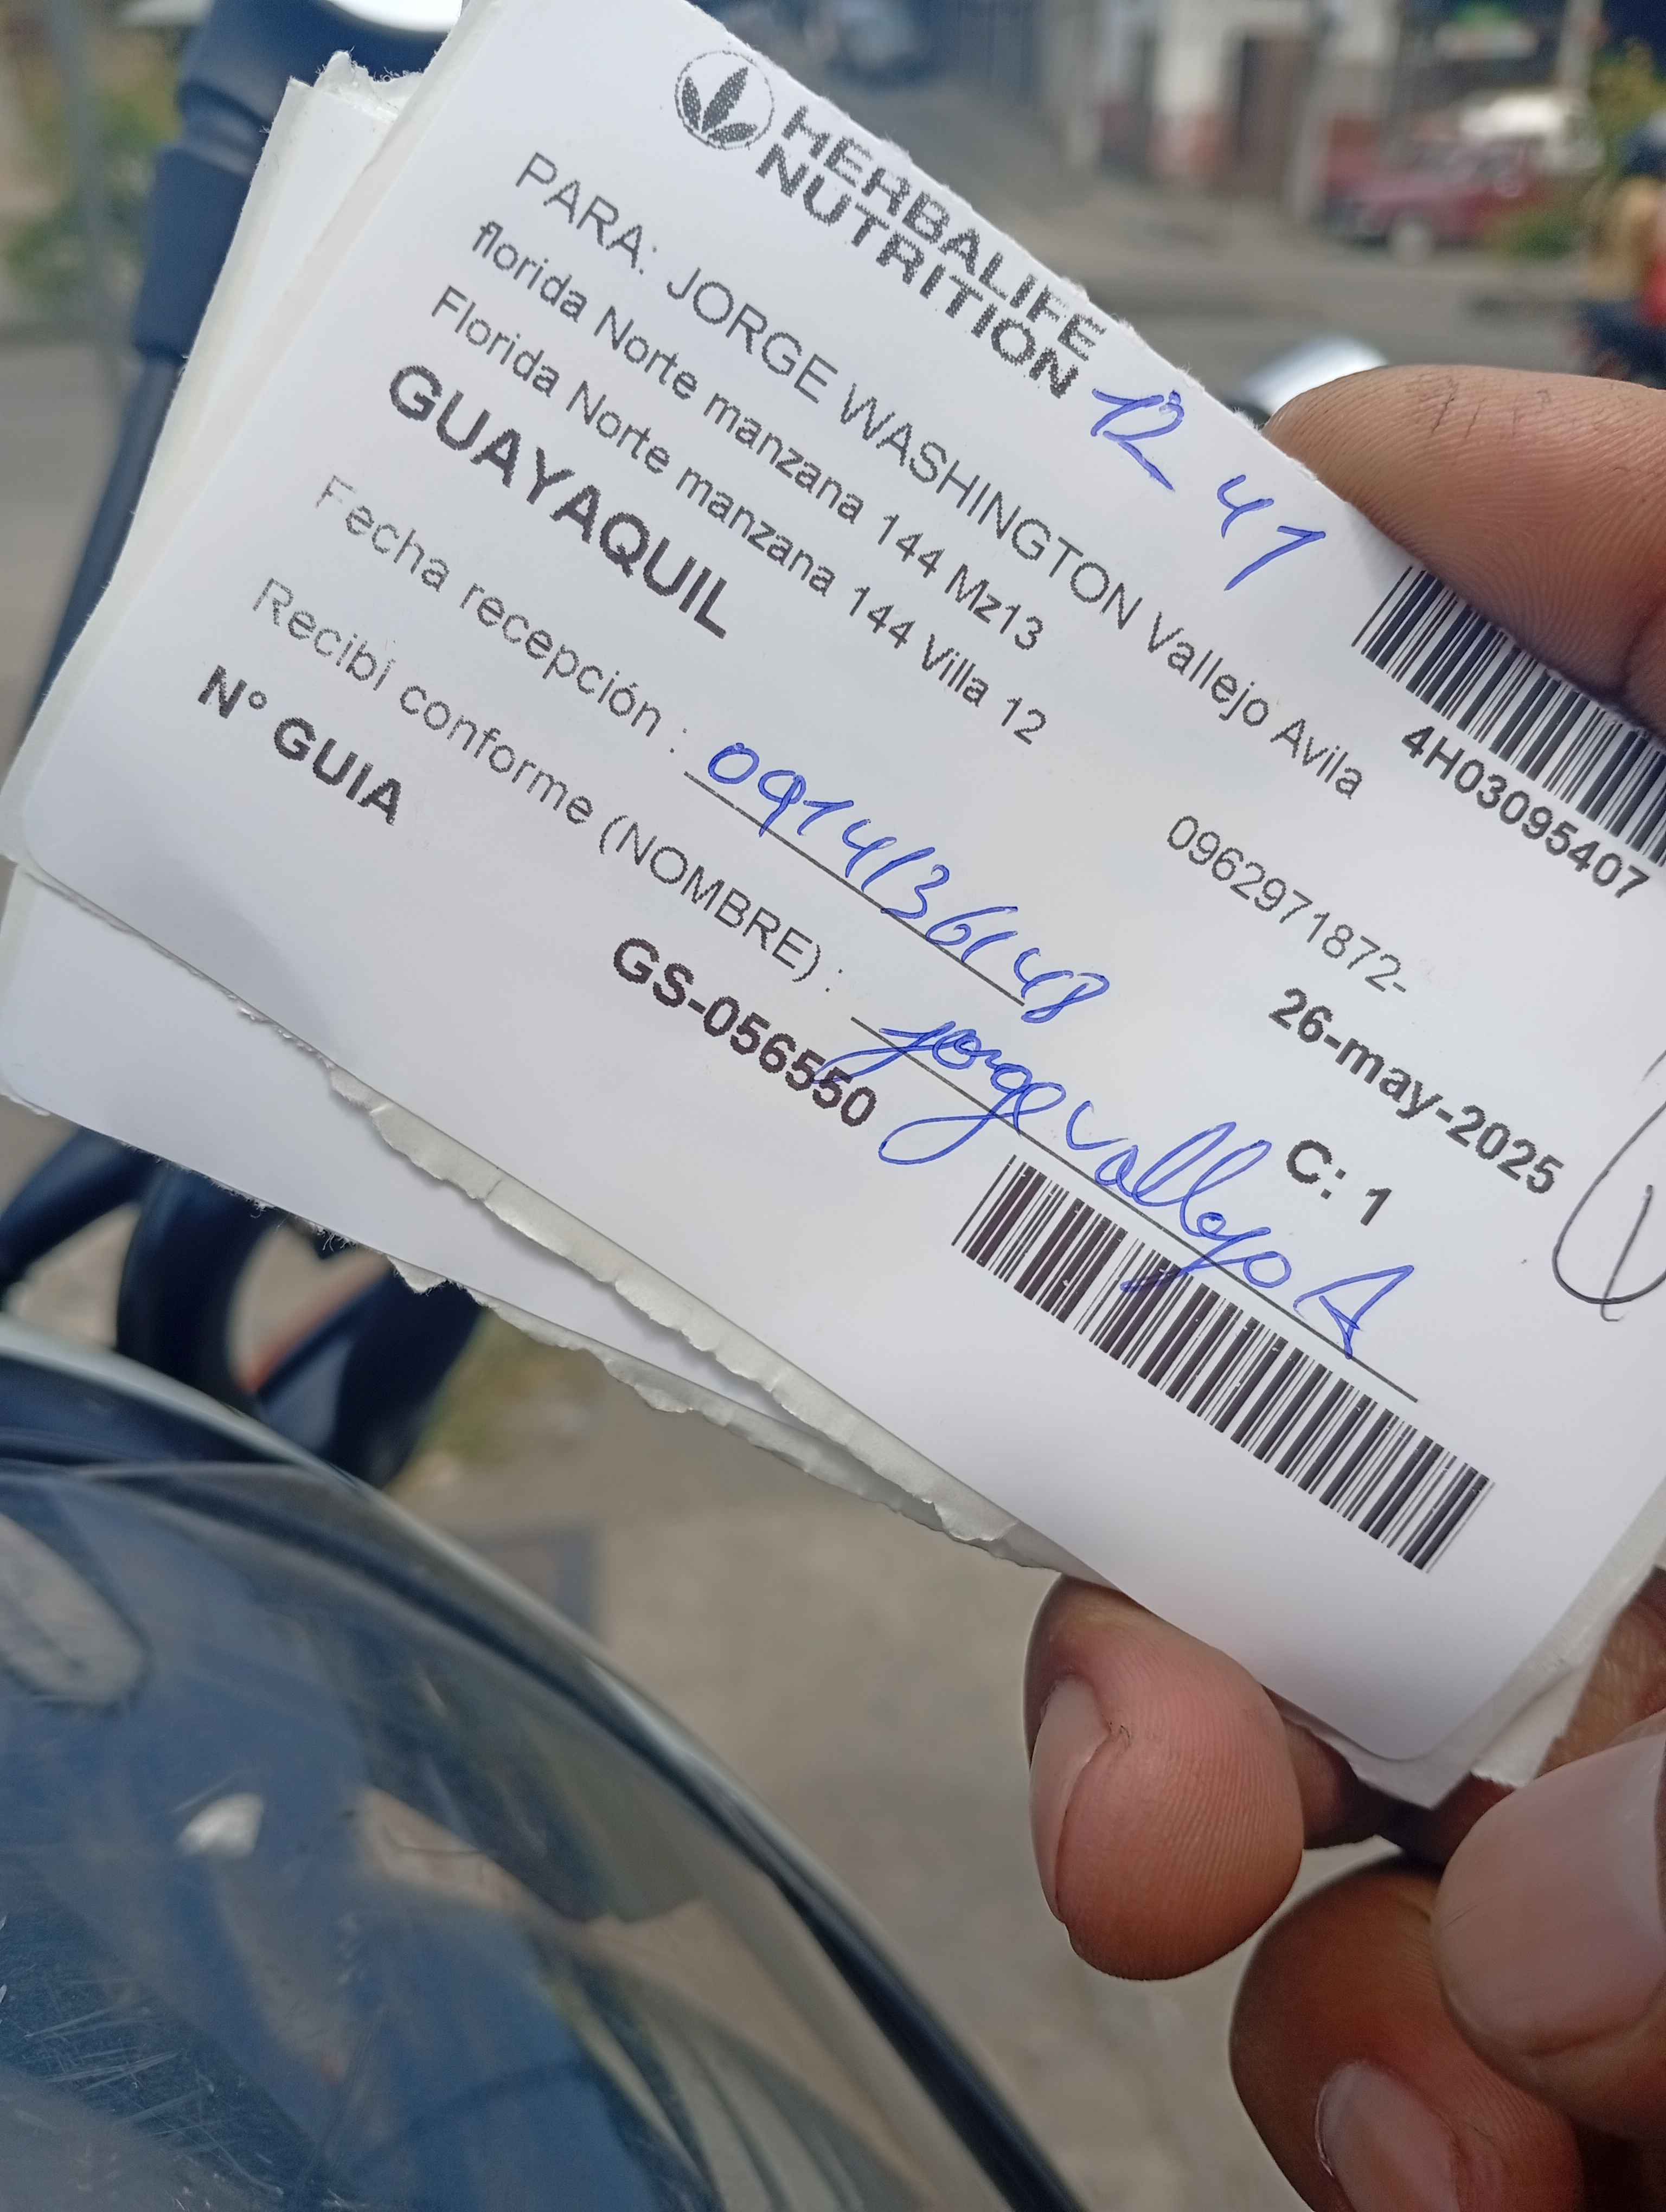 HERBALIFE
NUTRITION
12 41
4H03095407
PARA: JORGE WASHINGTON Vallejo Avila
florida Norte manzana 144 Mz13
0962971872-
Florida Norte manzana 144 Villa 12
GUAYAQUIL
26-may-2025
Fecha recepción : 0914136148
C: 1
Recibí conforme (NOMBRE) : Jorge Vallejo A
N° GUIA
GS-056550